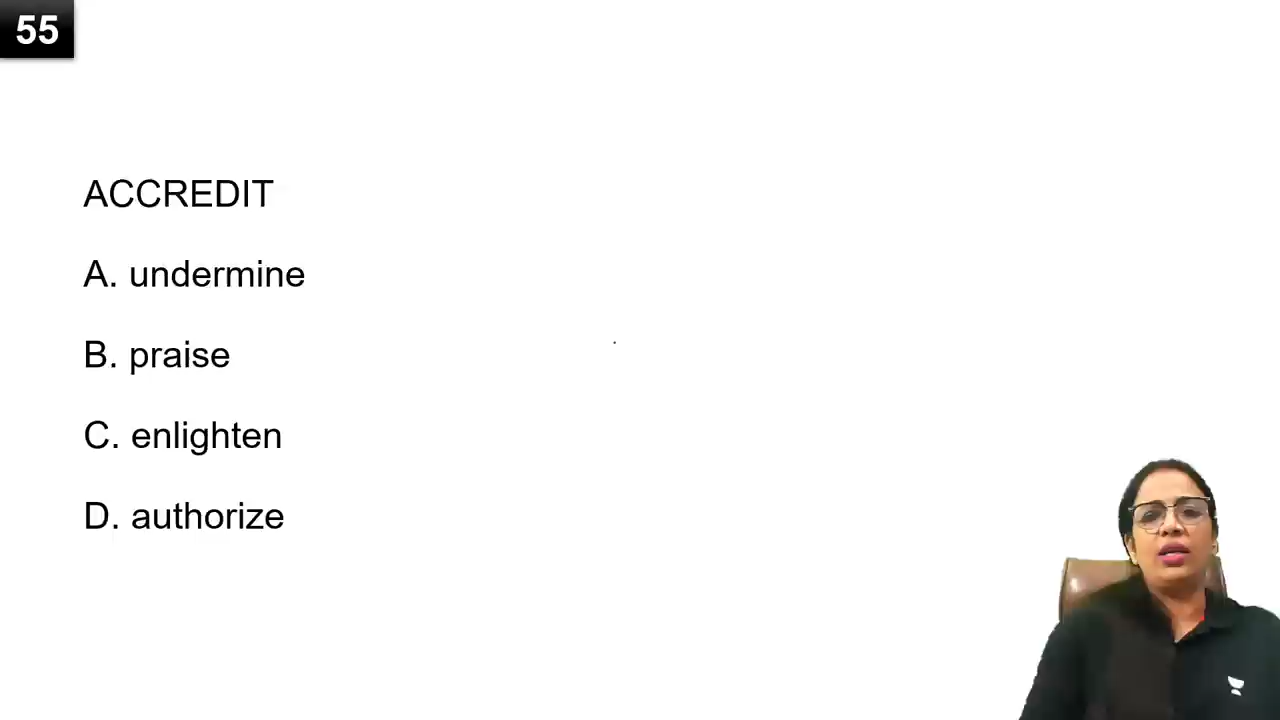 55
ACCREDIT
A. undermine
B. praise
C. enlighten
D. authorize